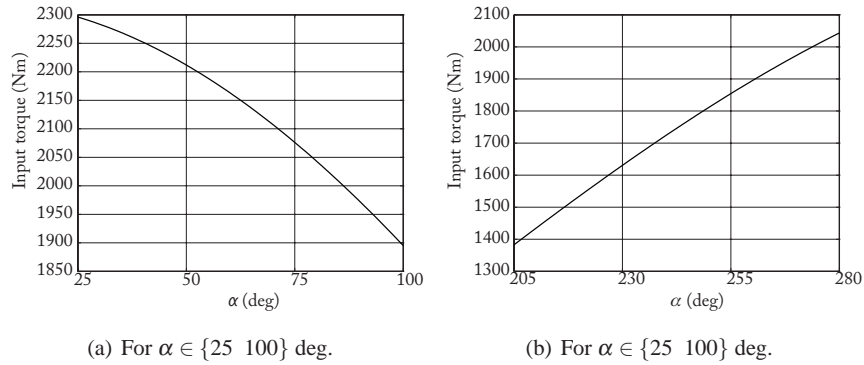 2300
2250
2200
2150
2100
2050
2000
1950
1900
1850
Input torque (Nm)
25 50 75 100
α (deg)
(a) For α ∈ {25 100} deg.
2100
2000
1900
1800
1700
1600
1500
1400
1300
Input torque (Nm)
205 230 255 280
α (deg)
(b) For α ∈ {25 100} deg.